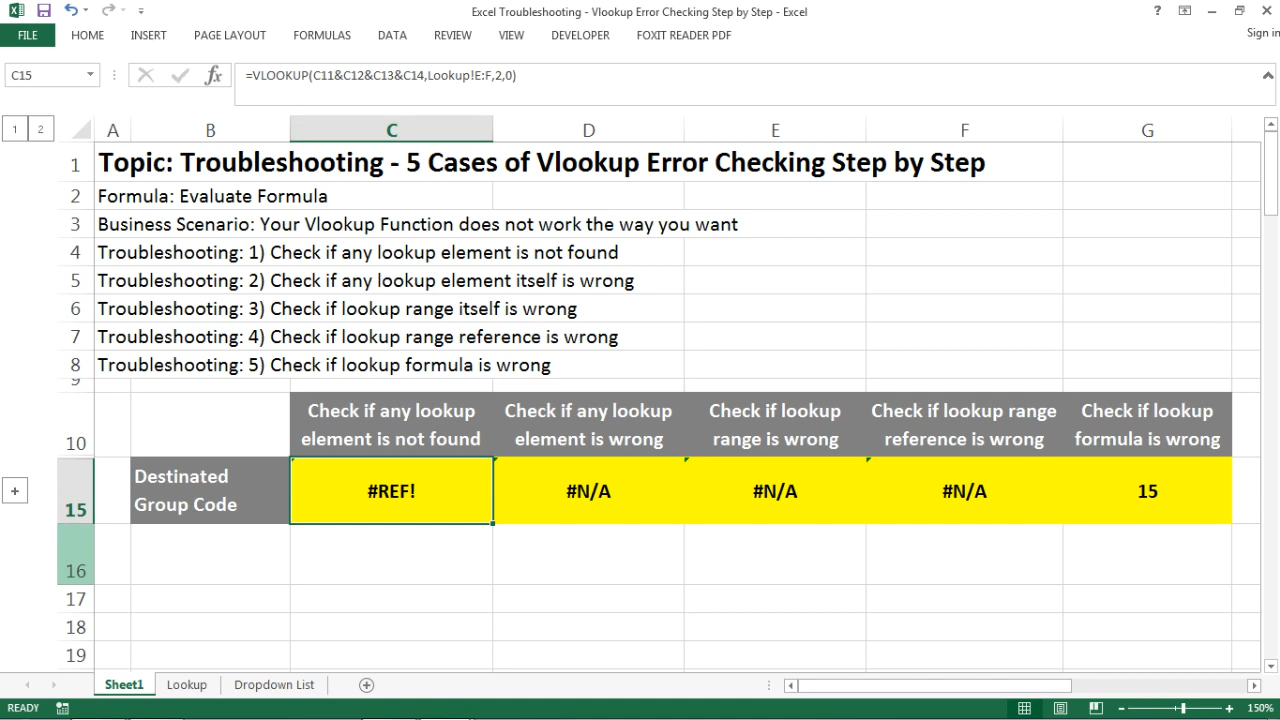 Excel Troubleshooting - Vlookup Error Checking Step by Step - Excel
?
FILE HOME INSERT PAGE LAYOUT FORMULAS DATA REVIEW VIEW DEVELOPER FOXIT READER PDF Sign in
C15 fx =VLOOKUP(C11&C12&C13&C14,Lookup!E:F,2,0)
1 2
A B C D E F G
1 Topic: Troubleshooting - 5 Cases of Vlookup Error Checking Step by Step
2 Formula: Evaluate Formula
3 Business Scenario: Your Vlookup Function does not work the way you want
4 Troubleshooting: 1) Check if any lookup element is not found
5 Troubleshooting: 2) Check if any lookup element itself is wrong
6 Troubleshooting: 3) Check if lookup range itself is wrong
7 Troubleshooting: 4) Check if lookup range reference is wrong
8 Troubleshooting: 5) Check if lookup formula is wrong
9
Check if any lookup Check if any lookup Check if lookup Check if lookup range Check if lookup
10 element is not found element is wrong range is wrong reference is wrong formula is wrong
Destinated
#REF! #N/A #N/A #N/A 15
15 Group Code
16
17
18
19
Sheet1 Lookup Dropdown List
READY 150%